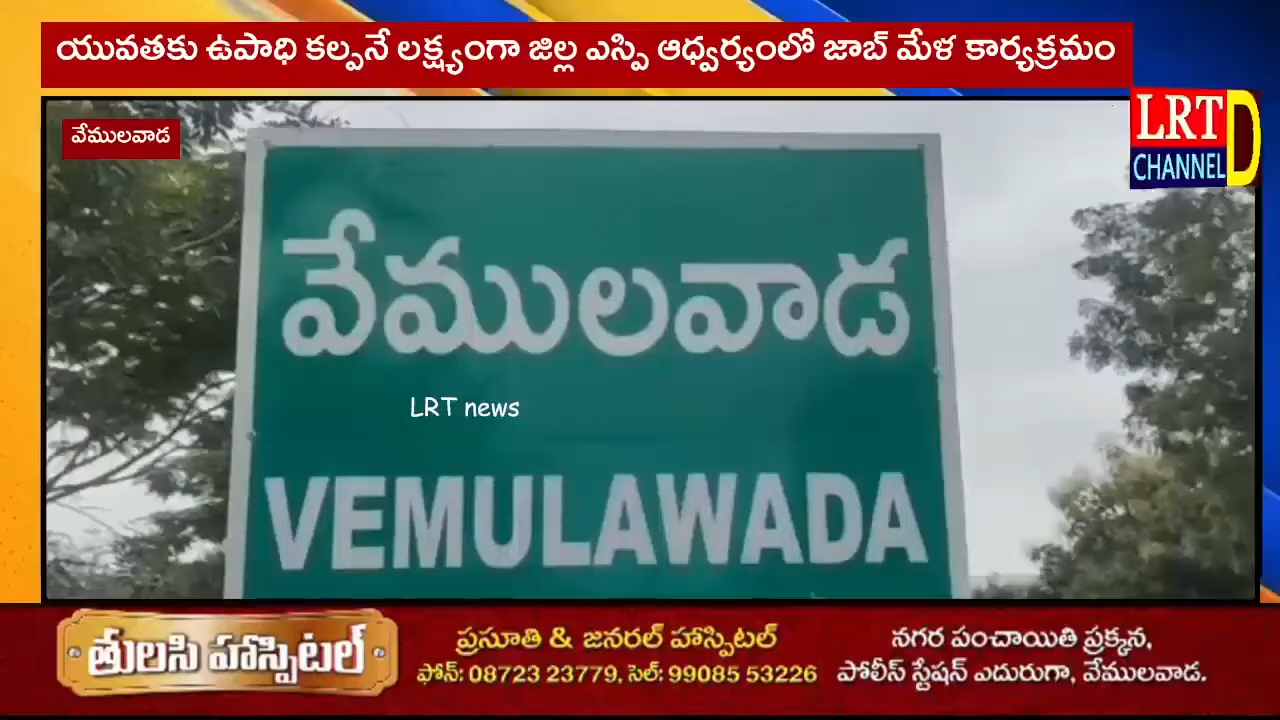 యువతకు ఉపాధి కల్పనే లక్ష్యంగా జిల్ల ఎస్పి ఆధ్వర్యంలో జాబ్ మేళ కార్యక్రమం
వేములవాడ
LRT D
CHANNEL
వేములవాడ
LRT news
VEMULAWADA
తులసి హాస్పిటల్
ప్రసూతి & జనరల్ హాస్పిటల్
ఫోన్: 08723 23779, సెల్: 99085 53226
నగర పంచాయితి ప్రక్కన,
పోలీస్ స్టేషన్ ఎదురుగా, వేములవాడ.